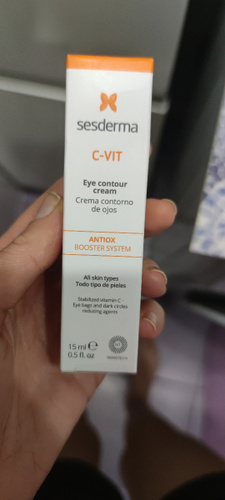 sesderma
C-VIT
Eye contour
cream
Crema contorno
de ojos
ANTIOX
BOOSTER SYSTEM
All skin types
Todo tipo de pieles
Stabilized vitamin C
Eye bags and dark circles
reducing agents
15 ml e
0.5 fl. oz